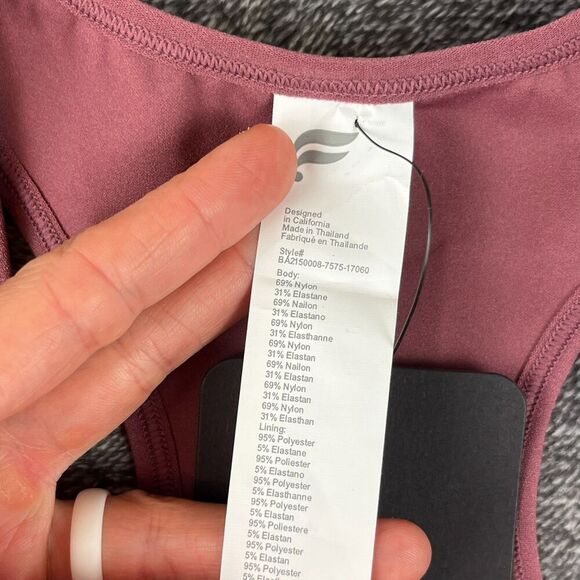 Designed
in California
Made in Thailand
Fabriqué en Thaïlande
Style#
BA2150008-7575-17060
Body:
69% Nylon
31% Elastane
69% Nailon
31% Elastano
69% Nylon
31% Elasthanne
69% Nylon
31% Elastan
69% Nailon
31% Elastan
69% Nylon
31% Elastan
69% Nylon
31% Elasthan
Lining:
95% Polyester
5% Elastane
95% Poliester
5% Elastano
95% Polyester
5% Elasthanne
95% Polyester
5% Elastan
95% Poliestere
5% Elastan
95% Polyester
5% Elastan
95% Polyester